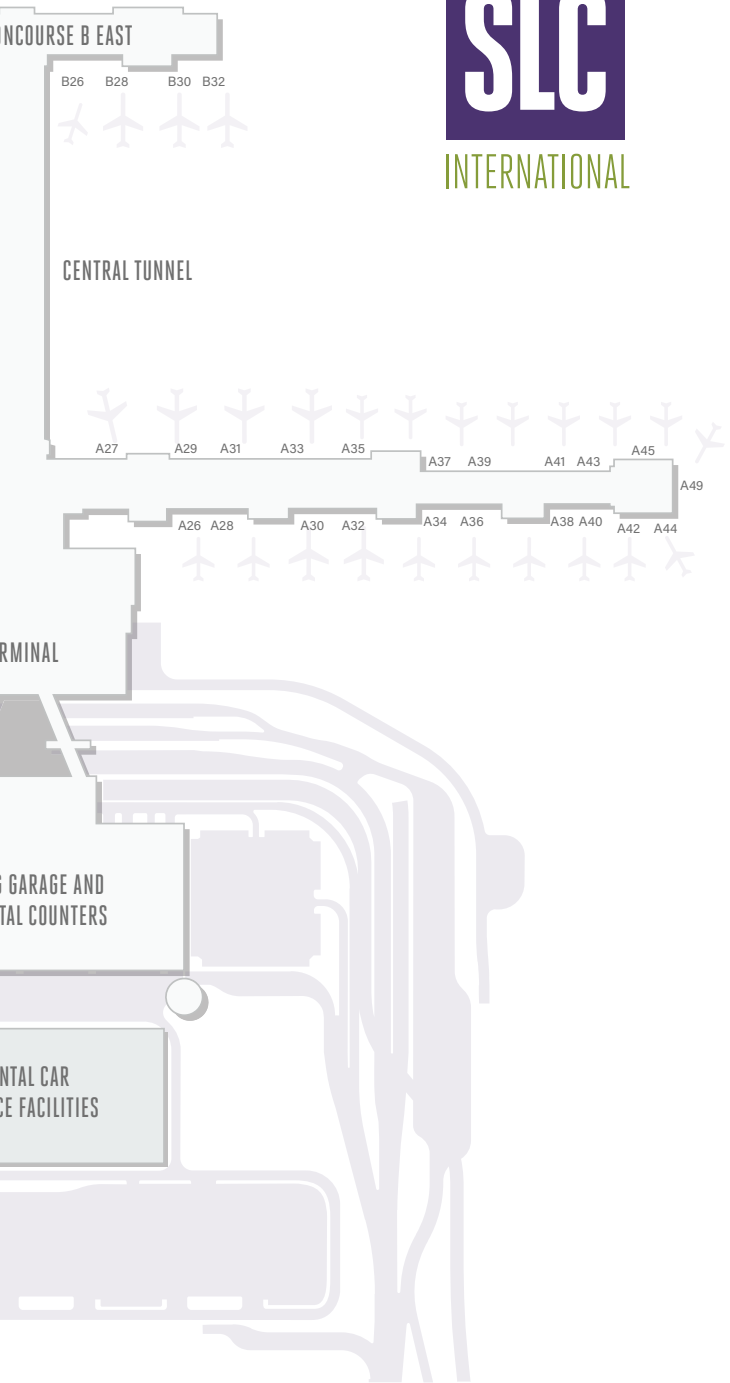 ONCOURSE B EAST
B26 B28 B30 B32
SLC
INTERNATIONAL
CENTRAL TUNNEL
A27 A29 A31 A33 A35 A37 A39 A41 A43 A45
A49
A26 A28 A30 A32 A34 A36 A38 A40 A42 A44
RMINAL
G GARAGE AND
TAL COUNTERS
NTAL CAR
CE FACILITIES